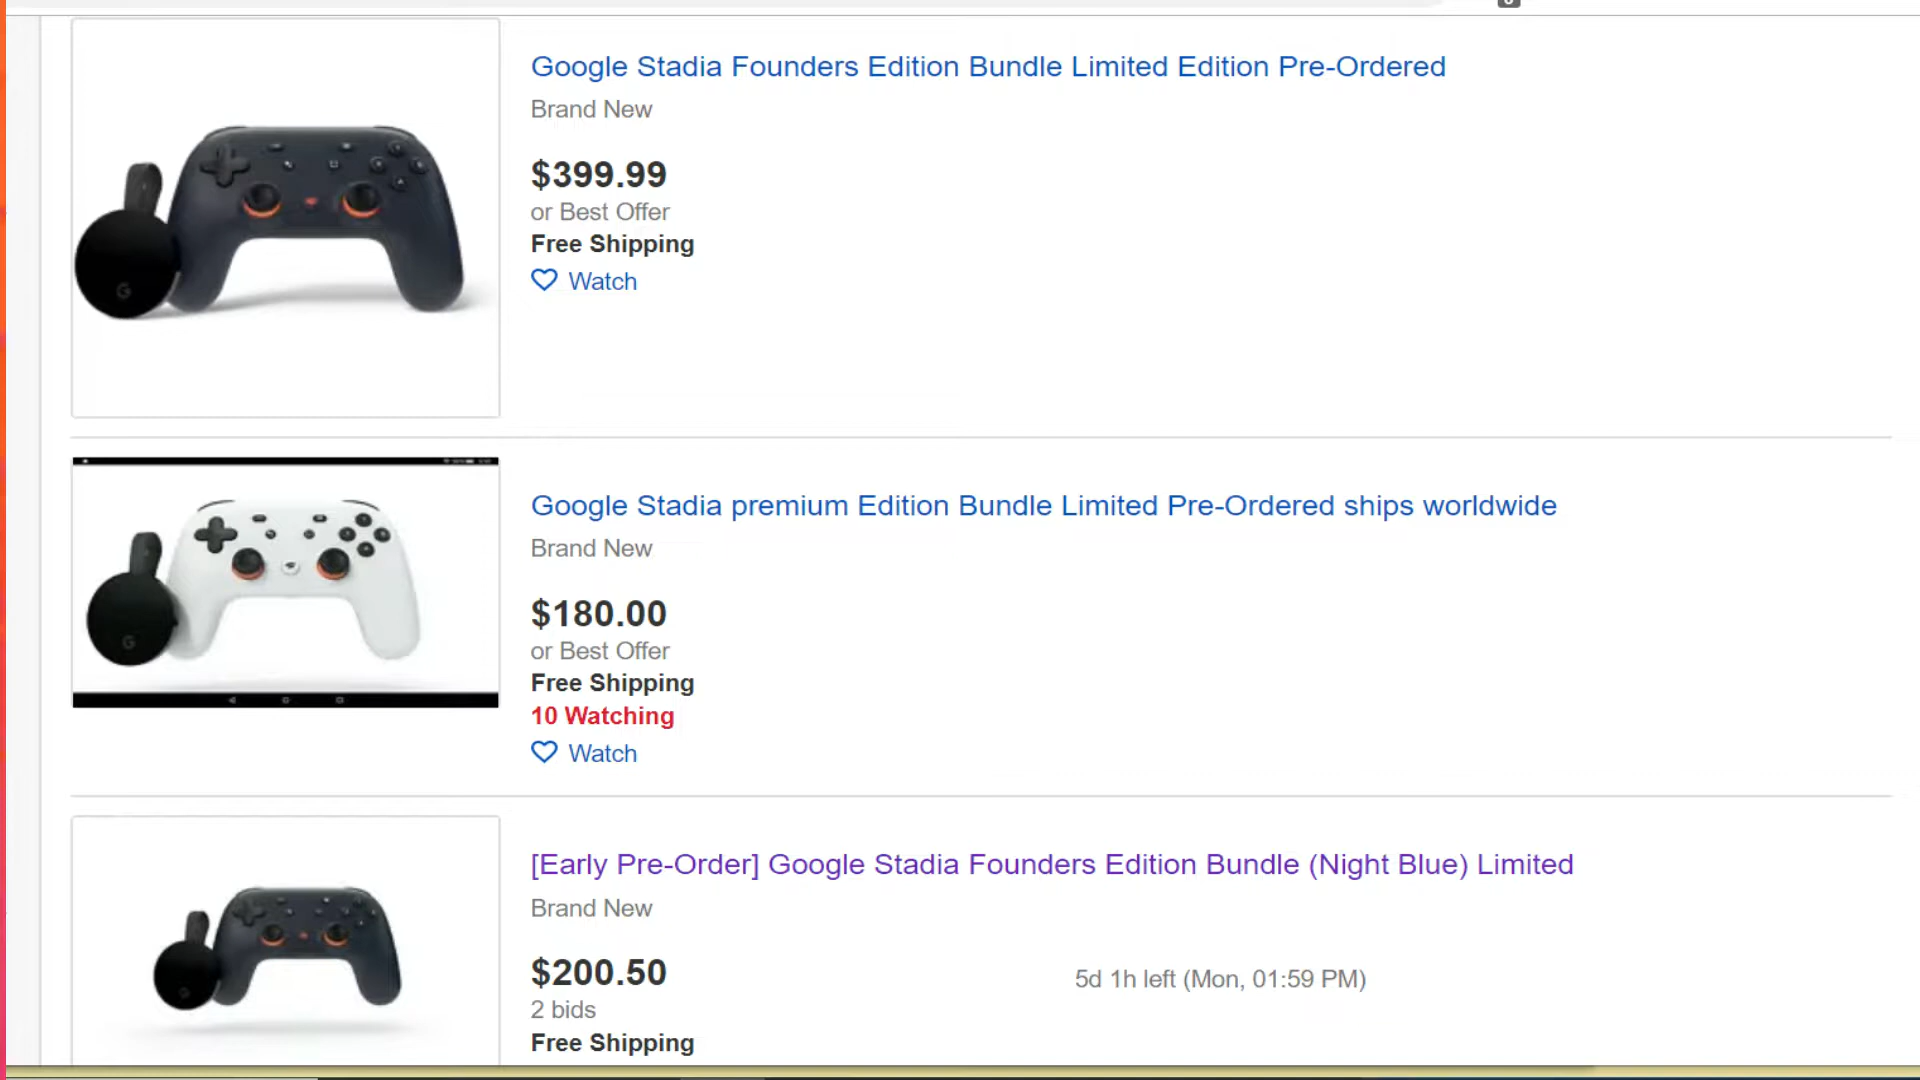 Google Stadia Founders Edition Bundle Limited Edition Pre-Ordered
Brand New
$399.99
or Best Offer
Free Shipping
Watch
Google Stadia premium Edition Bundle Limited Pre-Ordered ships worldwide
Brand New
$180.00
or Best Offer
Free Shipping
10 Watching
Watch
[Early Pre-Order] Google Stadia Founders Edition Bundle (Night Blue) Limited
Brand New
$200.50
5d 1h left (Mon, 01:59 PM)
2 bids
Free Shipping